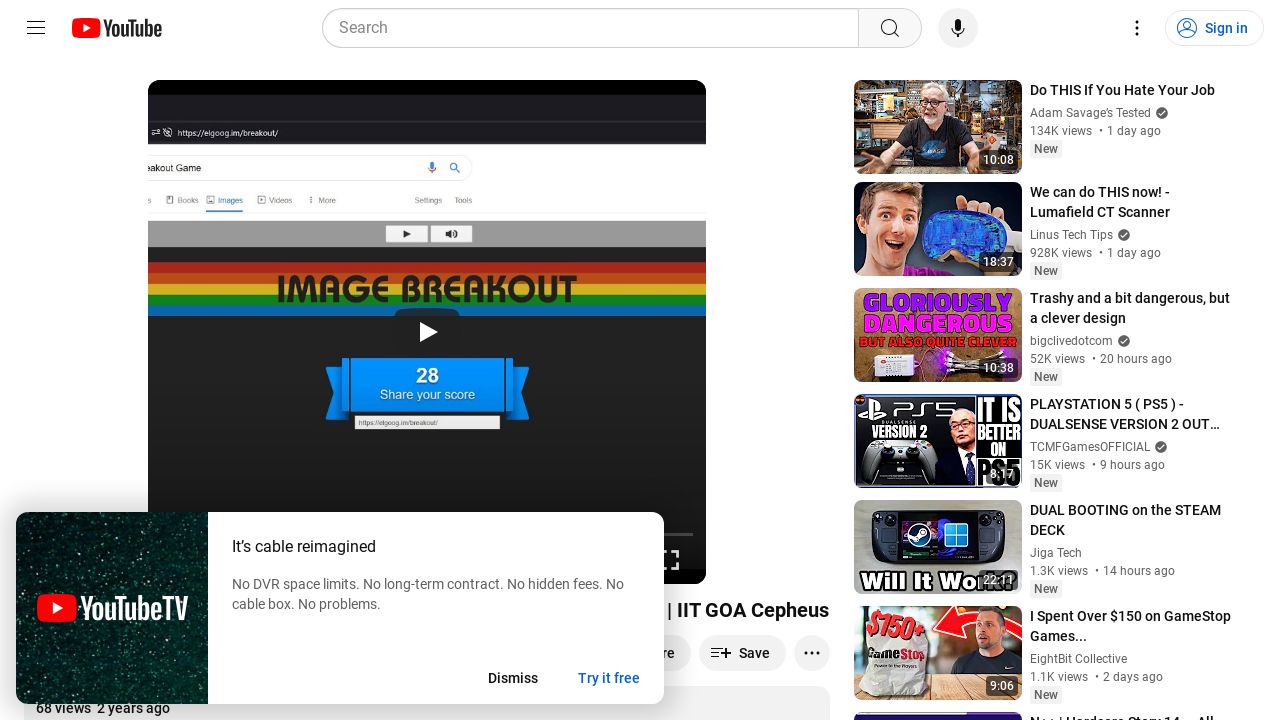 YouTube
Search
Sign in
https://elgoog.im/breakout/
eakout Game
s
Books
Images
Videos
More
Settings
Tools
IMAGE BREAKOUT
28
Share your score
https://elgoog.im/breakout/
| IIT GOA Cepheus
re
Save
68 views 2 years ago
YouTubeTV
It’s cable reimagined
No DVR space limits. No long-term contract. No hidden fees. No
cable box. No problems.
Dismiss
Try it free
10:08
Do THIS If You Hate Your Job
Adam Savage’s Tested
134K views • 1 day ago
New
18:37
We can do THIS now! -
Lumafield CT Scanner
Linus Tech Tips
928K views • 1 day ago
New
GLORIOUSLY
DANGEROUS
BUT ALSO QUITE CLEVER
10:38
Trashy and a bit dangerous, but
a clever design
bigclivedotcom
52K views • 20 hours ago
New
PS5
DUALSENSE
VERSION 2
IT IS
BETTER
ON
PS5
8:17
PLAYSTATION 5 ( PS5 ) -
DUALSENSE VERSION 2 OUT…
TCMFGamesOFFICIAL
15K views • 9 hours ago
New
Will It Work?
22:11
DUAL BOOTING on the STEAM
DECK
Jiga Tech
1.3K views • 14 hours ago
New
$150+
GameStop
9:06
I Spent Over $150 on GameStop
Games...
EightBit Collective
1.1K views • 2 days ago
New